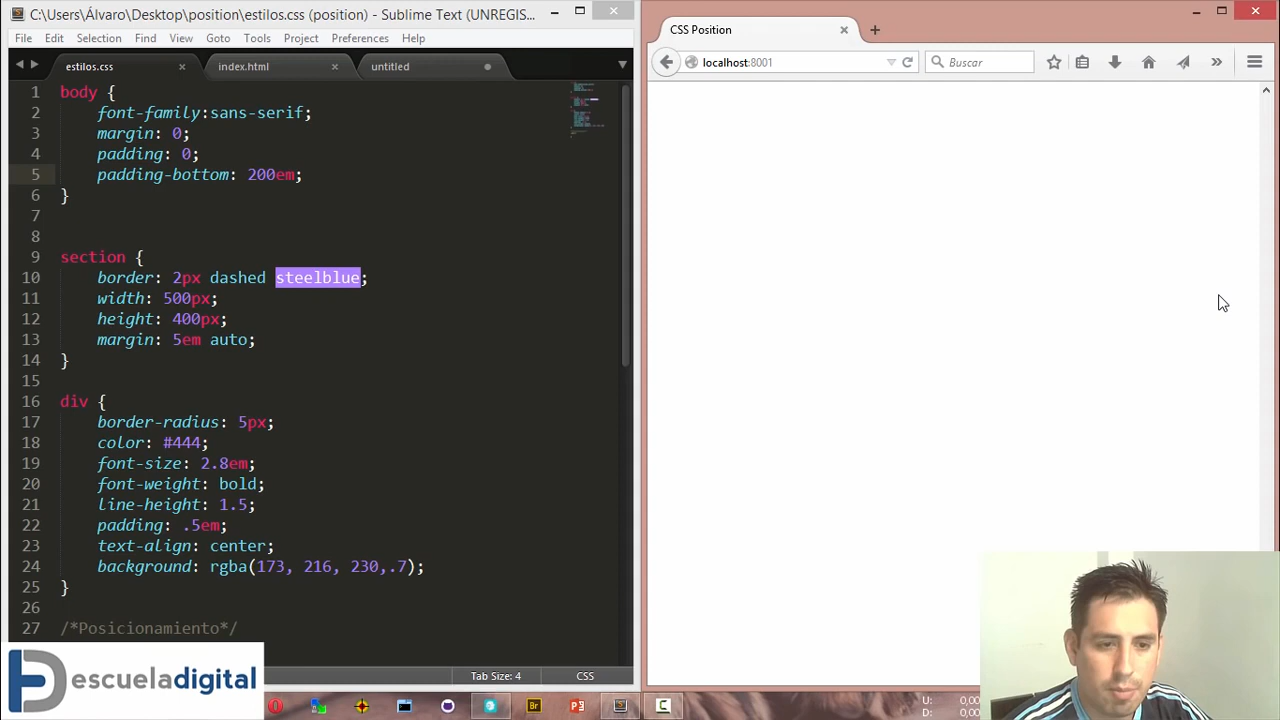 C:\Users\Álvaro\Desktop\position\estilos.css (position) - Sublime Text (UNREGIS...
File Edit Selection Find View Goto Tools Project Preferences Help
estilos.css
index.html
untitled
1 body {
2 font-family:sans-serif;
3 margin: 0;
4 padding: 0;
5 padding-bottom: 200em;
6 }
7
8
9 section {
10 border: 2px dashed steelblue;
11 width: 500px;
12 height: 400px;
13 margin: 5em auto;
14 }
15
16 div {
17 border-radius: 5px;
18 color: #444;
19 font-size: 2.8em;
20 font-weight: bold;
21 line-height: 1.5;
22 padding: .5em;
23 text-align: center;
24 background: rgba(173, 216, 230,.7);
25 }
26
27 /*Posicionamiento*/
Tab Size: 4 CSS
escueladigital
CSS Position
localhost:8001
Buscar
Br
U: 0,00
D: 0,00